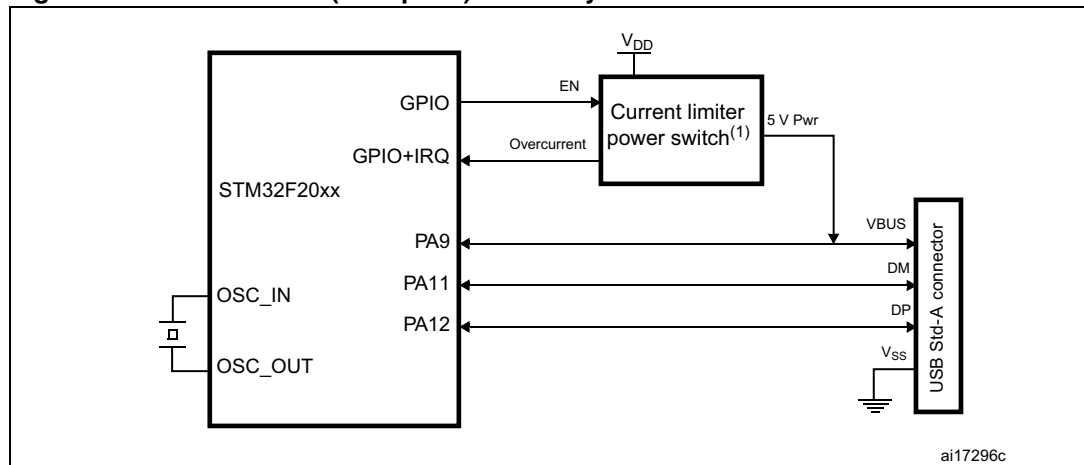 V_DD
EN
GPIO
Current limiter
power switch(1)
5 V Pwr
Overcurrent
GPIO+IRQ
STM32F20xx
VBUS
PA9
DM
PA11
OSC_IN
DP
PA12
V_SS
OSC_OUT
USB Std-A connector
ai17296c